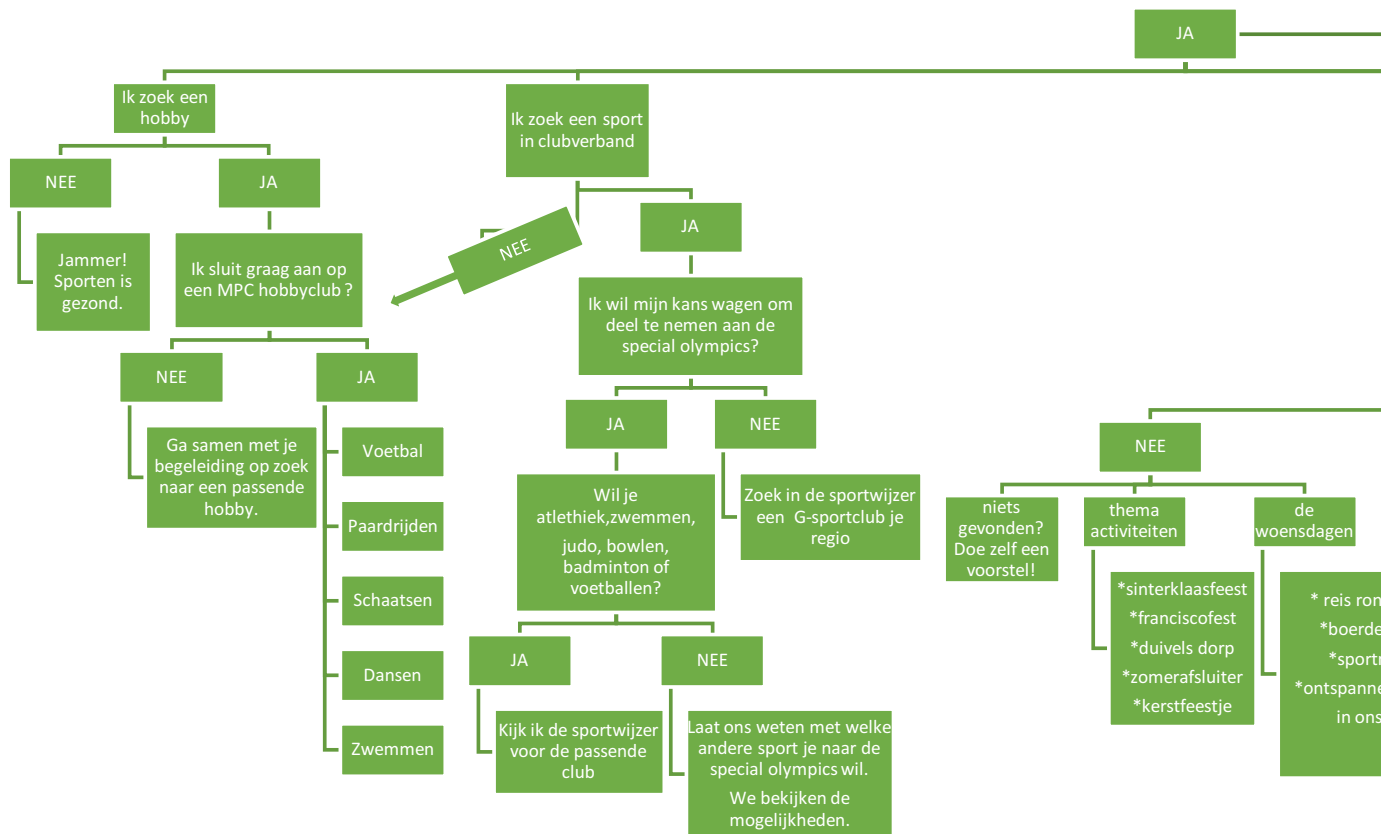 JA
Ik zoek een
hobby
NEE
JA
Jammer!
Sporten is
gezond.
Ik sluit graag aan op
een MPC hobbyclub ?
NEE
JA
Ga samen met je
begeleiding op zoek
naar een passende
hobby.
Voetbal
Paardrijden
Schaatsen
Dansen
Zwemmen
Ik zoek een sport
in clubverband
NEE
JA
Ik wil mijn kans wagen om
deel te nemen aan de
special olympics?
JA
NEE
Wil je
atlethiek,zwemmen,
judo, bowlen,
badminton of
voetballen?
Zoek in de sportwijzer
een G-sportclub je
regio
JA
NEE
Kijk ik de sportwijzer
voor de passende
club
Laat ons weten met welke
andere sport je naar de
special olympics wil.
We bekijken de
mogelijkheden.
NEE
niets
gevonden?
Doe zelf een
voorstel!
thema
activiteiten
*sinterklaasfeest
*franciscofest
*duivels dorp
*zomerafsluiter
*kerstfeestje
de
woensdagen
* reis
in ons